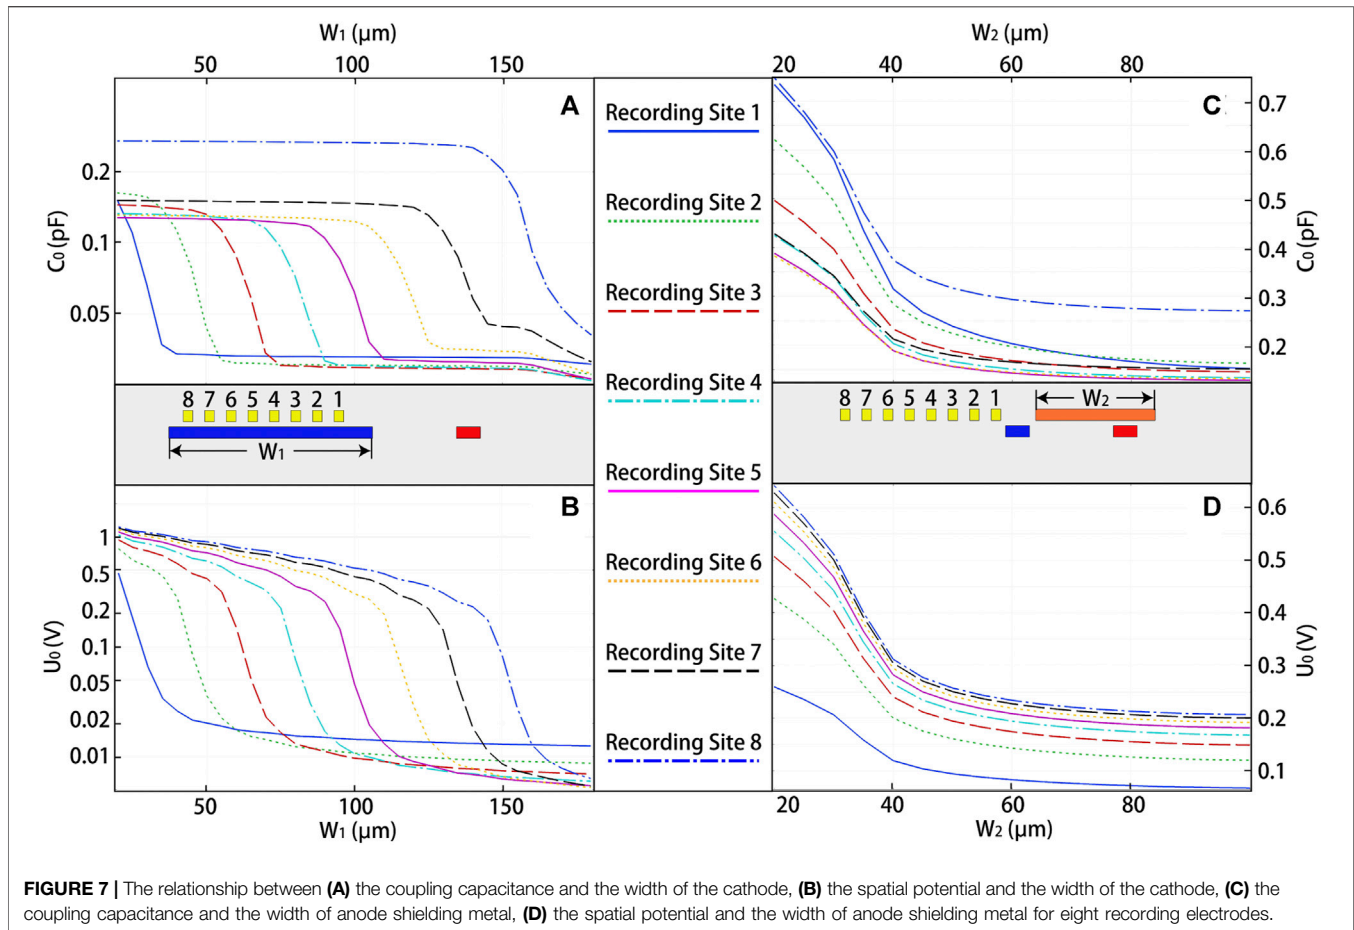 W₁ (μm)
50 100 150
A
C₀ (pF)
0.2
0.1
0.05
8 7 6 5 4 3 2 1
W₁
B
U₀ (V)
1
0.5
0.2
0.1
0.05
0.02
0.01
50 100 150
W₁ (μm)
Recording Site 1
Recording Site 2
Recording Site 3
Recording Site 4
Recording Site 5
Recording Site 6
Recording Site 7
Recording Site 8
W₂ (μm)
20 40 60 80
C
0.7
0.6
0.5
0.4
0.3
0.2
C₀ (pF)
8 7 6 5 4 3 2 1
W₂
D
0.6
0.5
0.4
0.3
0.2
0.1
U₀ (V)
20 40 60 80
W₂ (μm)
FIGURE 7 | The relationship between (A) the coupling capacitance and the width of the cathode, (B) the spatial potential and the width of the cathode, (C) the
coupling capacitance and the width of anode shielding metal, (D) the spatial potential and the width of anode shielding metal for eight recording electrodes.